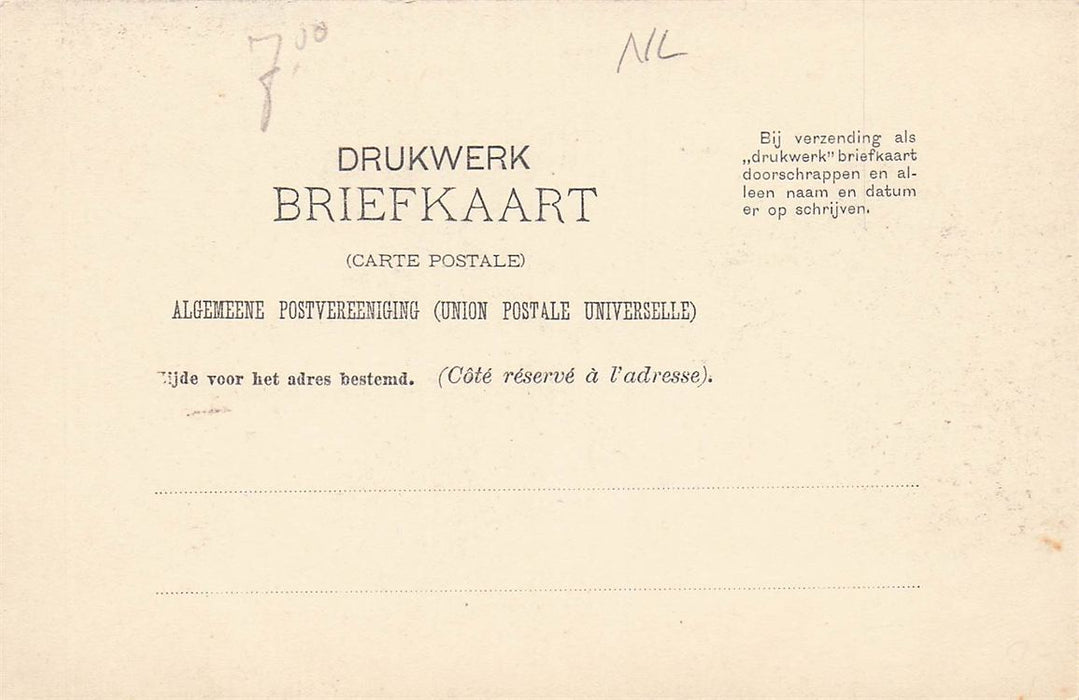 7.00
NL
DRUKWERK
BRIEFKAART
(CARTE POSTALE)
ALGEMEENE POSTVEREENIGING (UNION POSTALE UNIVERSELLE)
Zijde voor het adres bestemd. (Côté réservé à l'adresse).
Bij verzending als
„drukwerk" briefkaart
doorschrappen en al-
leen naam en datum
er op schrijven.